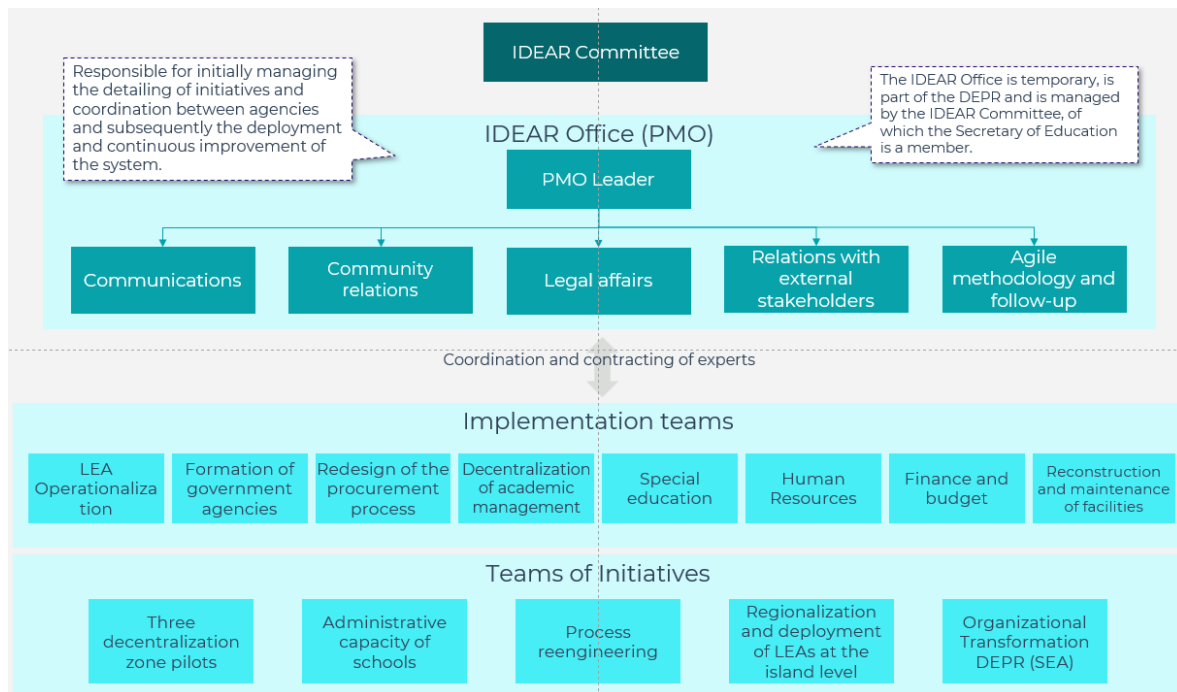 IDEAR Committee
Responsible for initially managing
the detailing of initiatives and
coordination between agencies
and subsequently the deployment
and continuous improvement of
the system.
The IDEAR Office is temporary, is
part of the DEPR and is managed
by the IDEAR Committee, of
which the Secretary of Education
is a member.
IDEAR Office (PMO)
PMO Leader
Communications
Community
relations
Legal affairs
Relations with
external
stakeholders
Agile
methodology and
follow-up
Coordination and contracting of experts
Implementation teams
LEA
Operationaliza
tion
Formation of
government
agencies
Redesign of the
procurement
process
Decentralization
of academic
management
Special
education
Human
Resources
Finance and
budget
Reconstruction
and maintenance
of facilities
Teams of Initiatives
Three
decentralization
zone pilots
Administrative
capacity of
schools
Process
reengineering
Regionalization
and deployment
of LEAs at the
island level
Organizational
Transformation
DEPR (SEA)